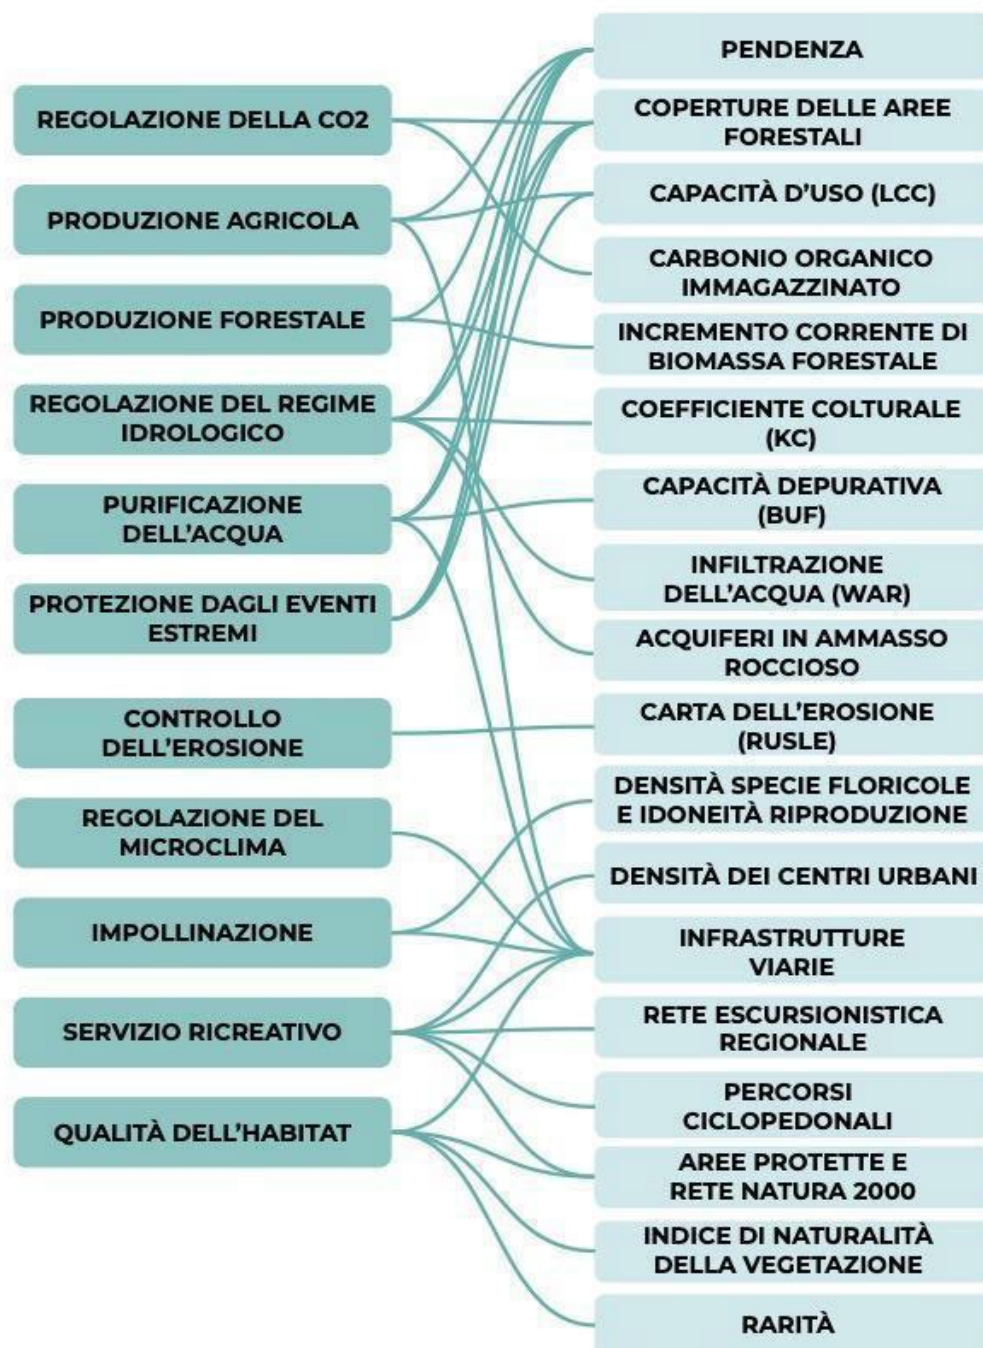 REGOLAZIONE DELLA CO2
PRODUZIONE AGRICOLA
PRODUZIONE FORESTALE
REGOLAZIONE DEL REGIME
IDROLOGICO
PURIFICAZIONE
DELL'ACQUA
PROTEZIONE DAGLI EVENTI
ESTREMI
CONTROLLO
DELL'EROSIONE
REGOLAZIONE DEL
MICROCLIMA
IMPOLLINAZIONE
SERVIZIO RICREATIVO
QUALITÀ DELL'HABITAT
PENDENZA
COPERTURE DELLE AREE
FORESTALI
CAPACITÀ D'USO (LCC)
CARBONIO ORGANICO
IMMAGAZZINATO
INCREMENTO CORRENTE DI
BIOMASSA FORESTALE
COEFFICIENTE COLTURALE
(KC)
CAPACITÀ DEPURATIVA
(BUF)
INFILTRAZIONE
DELL'ACQUA (WAR)
ACQUIFERI IN AMMASSO
ROCCIOSO
CARTA DELL'EROSIONE
(RUSLE)
DENSITÀ SPECIE FLORICOLE
E IDONEITÀ RIPRODUZIONE
DENSITÀ DEI CENTRI URBANI
INFRASTRUTTURE
VIARIE
RETE ESCURSIONISTICA
REGIONALE
PERCORSI
CICLOPEDONALI
AREE PROTETTE E
RETE NATURA 2000
INDICE DI NATURALITÀ
DELLA VEGETAZIONE
RARITÀ